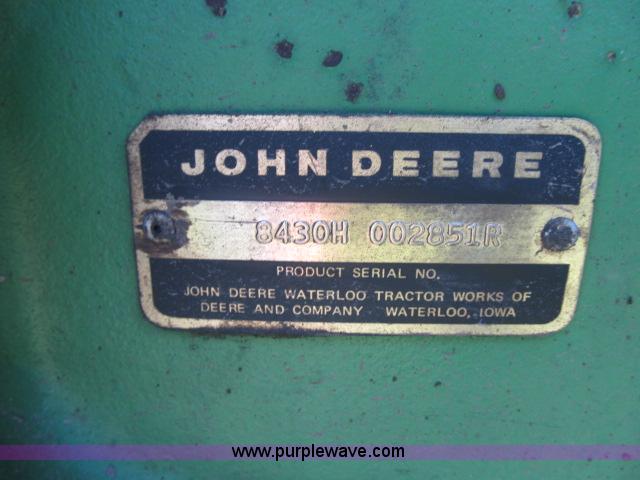 JOHN DEERE
8430H 002851R
PRODUCT SERIAL NO.
JOHN DEERE WATERLOO TRACTOR WORKS OF
DEERE AND COMPANY WATERLOO, IOWA
www.purplewave.com